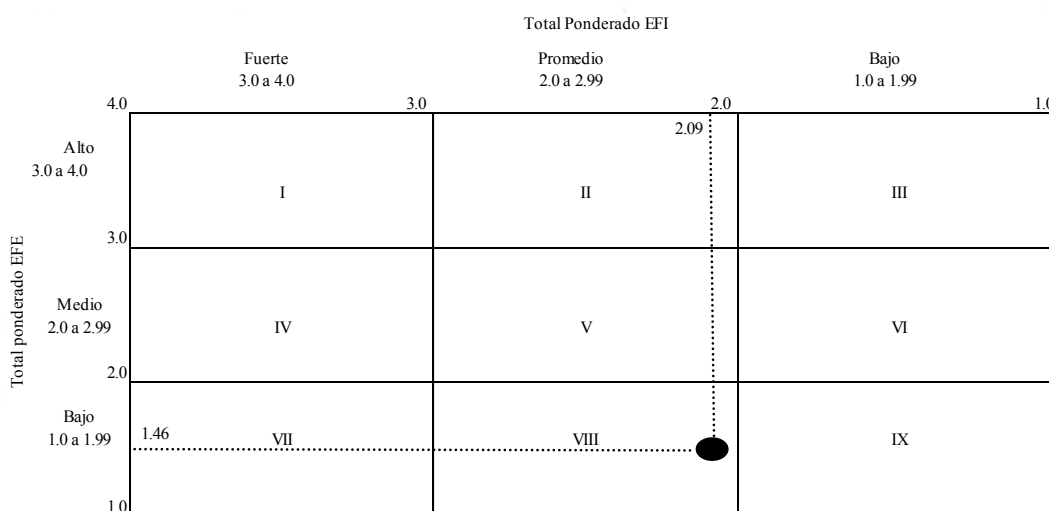 Total Ponderado EFI
Fuerte
3.0 a 4.0
Promedio
2.0 a 2.99
Bajo
1.0 a 1.99
4.0
3.0
2.0
1.0
2.09
Alto
3.0 a 4.0
I
II
III
3.0
Total ponderado EFE
Medio
2.0 a 2.99
IV
V
VI
2.0
Bajo
1.0 a 1.99
1.46
VII
VIII
IX
1.0